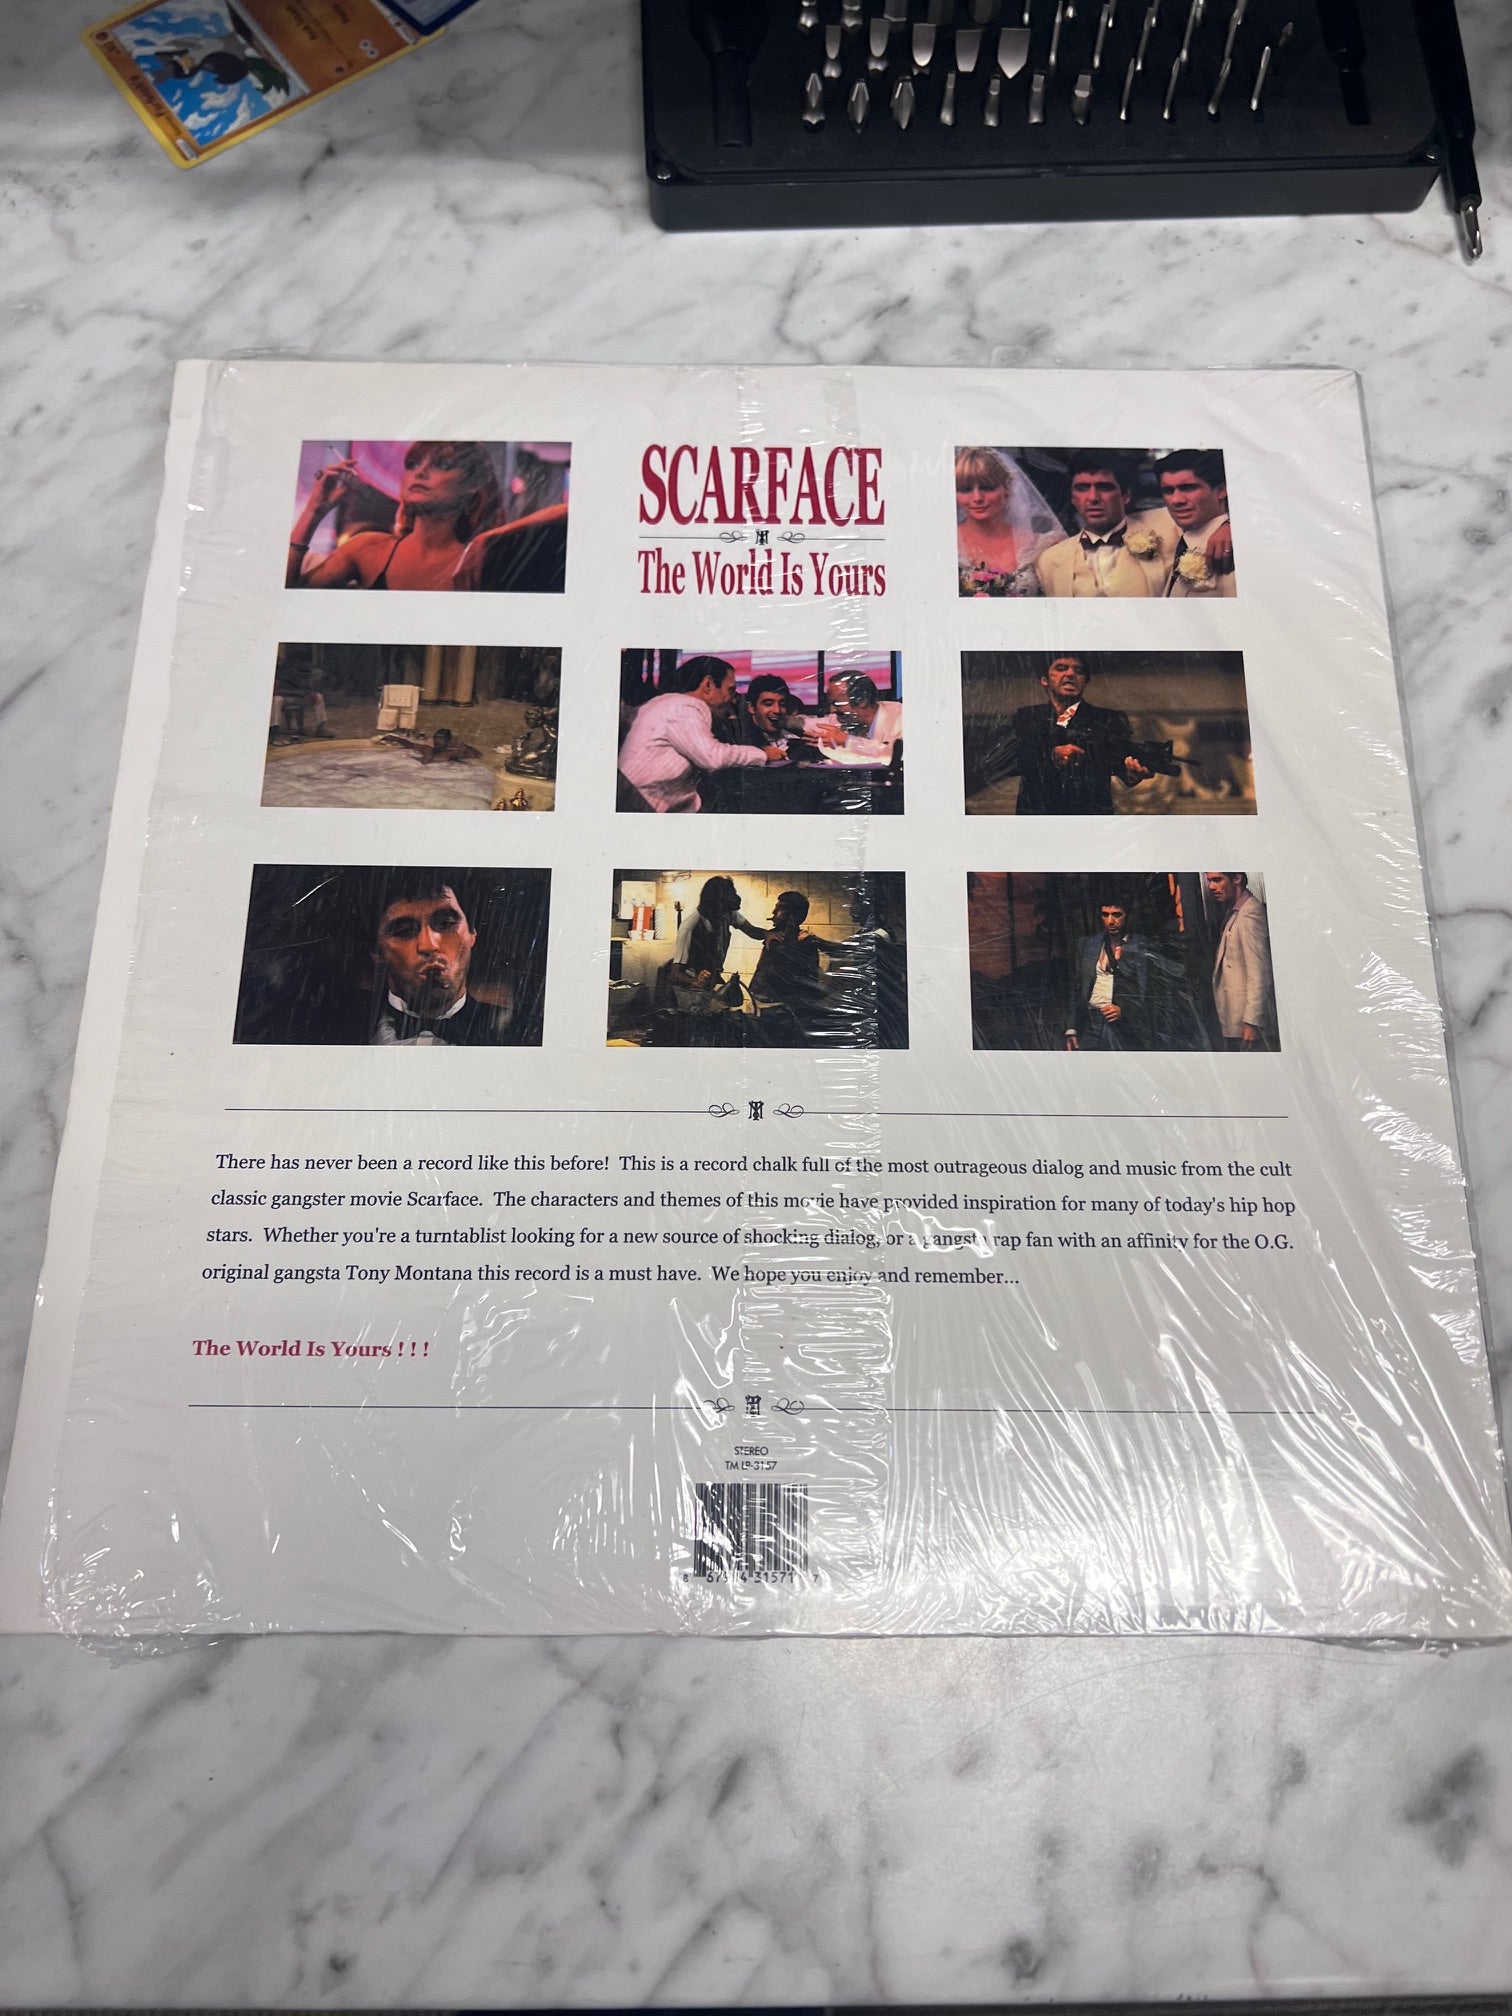 SCARFACE
The World Is Yours
There has never been a record like this before! This is a record chalk full of the most outrageous dialog and music from the cult
classic gangster movie Scarface. The characters and themes of this movie have provided inspiration for many of today's hip hop
stars. Whether you're a turntablist looking for a new source of shocking dialog, or a gangsta rap fan with an affinity for the O.G.
original gangsta Tony Montana this record is a must have. We hope you enjoy and remember...
The World Is Yours ! ! !
STEREO
TM LP-3157